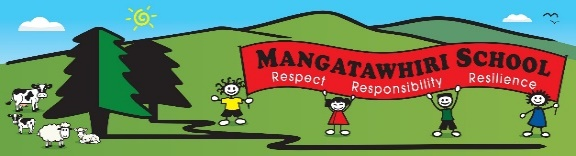 MANGATAWHIRI SCHOOL
Respect Responsibility Resilience